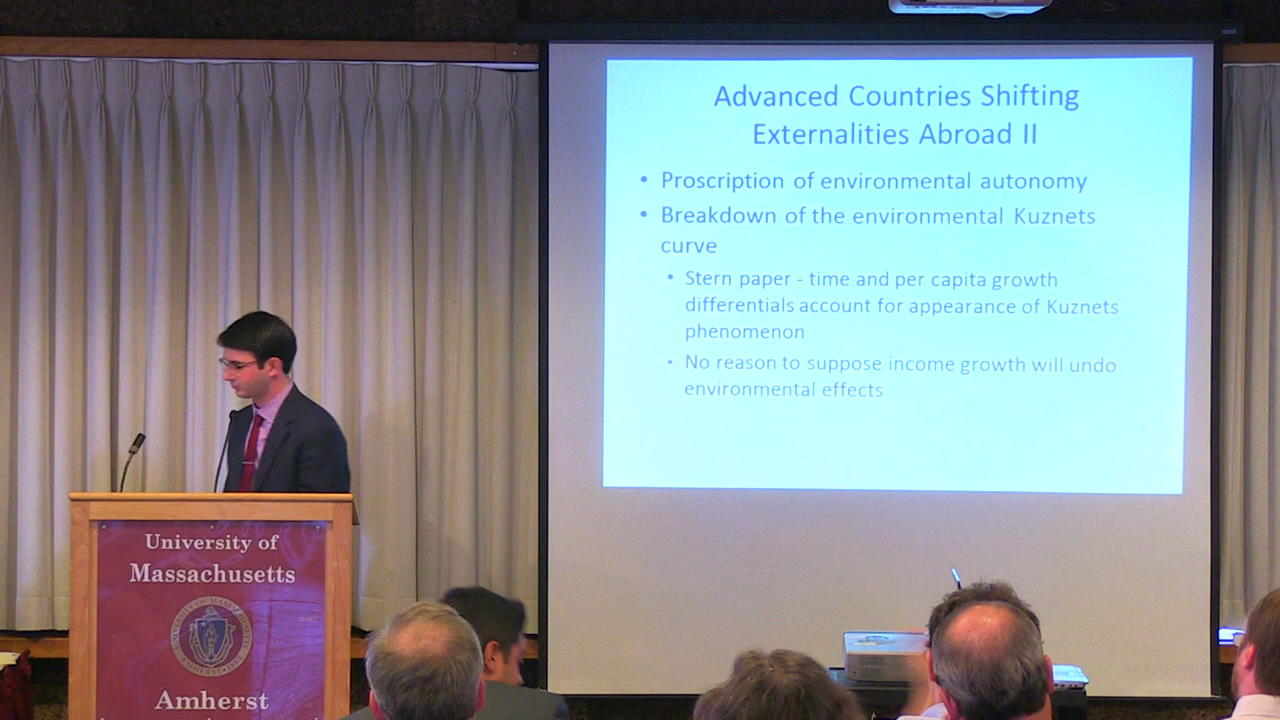 Advanced Countries Shifting
Externalities Abroad II
• Proscription of environmental autonomy
• Breakdown of the environmental Kuznets
curve
• Stern paper - time and per capita growth
differentials account for appearance of Kuznets
phenomenon
• No reason to suppose income growth will undo
environmental effects
University of
Massachusetts
Amherst